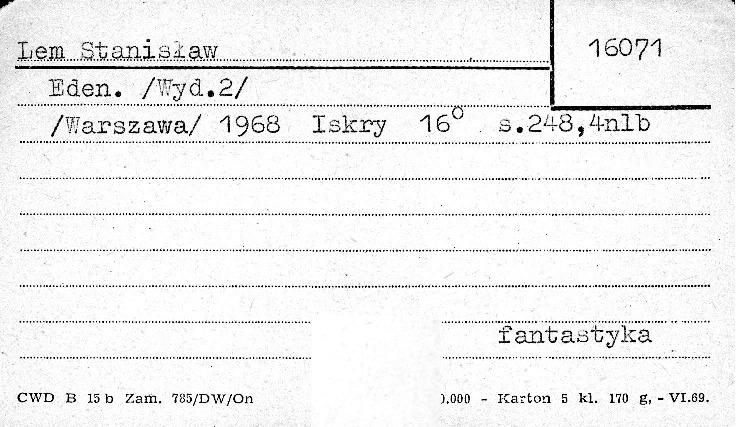 Lem Stanisław 16071
Eden. /Wyd.2/
/Warszawa/ 1968 Iskry 16° s.248,4nlb
fantastyka
CWD B 15 b Zam. 785/DW/On 0.000 - Karton 5 kl. 170 g, - VI.69.